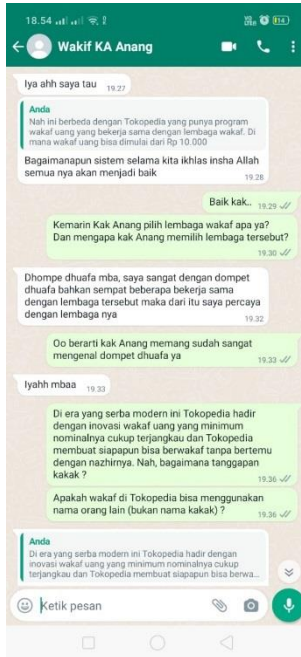 18.54
Wakif KA Anang
Iya ahh saya tau 19.27
Anda
Nah ini berbeda dengan Tokopedia yang punya program
wakaf uang yang bekerja sama dengan lembaga wakaf. Di
mana wakaf uang bisa dimulai dari Rp 10.000
Bagaimanapun sistem selama kita ikhlas insha Allah
semua nya akan menjadi baik
19.28
Baik kak.. 19.29
Kemarin Kak Anang pilih lembaga wakaf apa ya?
Dan mengapa kak Anang memilih lembaga tersebut?
19.30
Dhompe dhuafa mba, saya sangat dengan dompet
dhuafa bahkan sempat beberapa bekerja sama
dengan lembaga tersebut maka dari itu saya percaya
dengan lembaga nya
19.32
Oo berarti kak Anang memang sudah sangat
mengenal dompet dhuafa ya
19.33
Iyahh mbaa 19.33
Di era yang serba modern ini Tokopedia hadir
dengan inovasi wakaf uang yang minimum
nominalnya cukup terjangkau dan Tokopedia
membuat siapapun bisa berwakaf tanpa bertemu
dengan nazhirnya. Nah, bagaimana tanggapan
kakak ?
19.36
Apakah wakaf di Tokopedia bisa menggunakan
nama orang lain (bukan nama kakak) ?
19.36
Anda
Di era yang serba modern ini Tokopedia hadir dengan
inovasi wakaf uang yang minimum nominalnya cukup
terjangkau dan Tokopedia membuat siapapun bisa berwa...
Ketik pesan